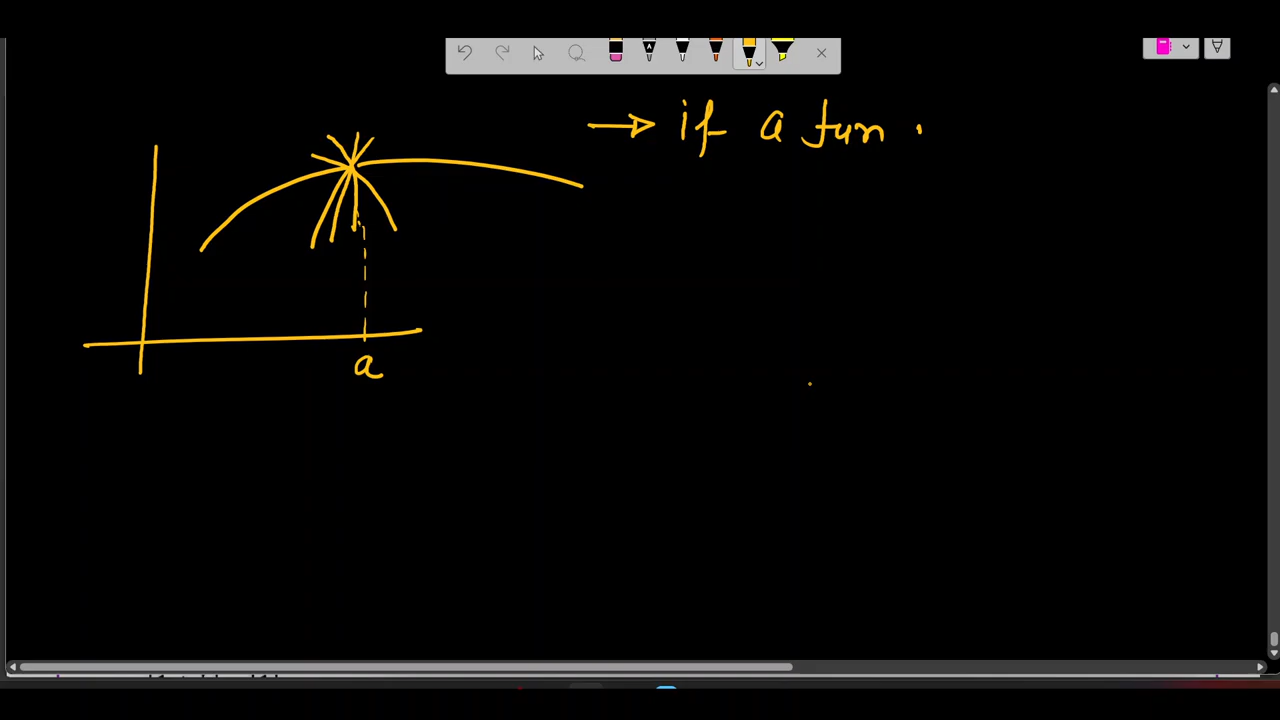 → if a fun .
a